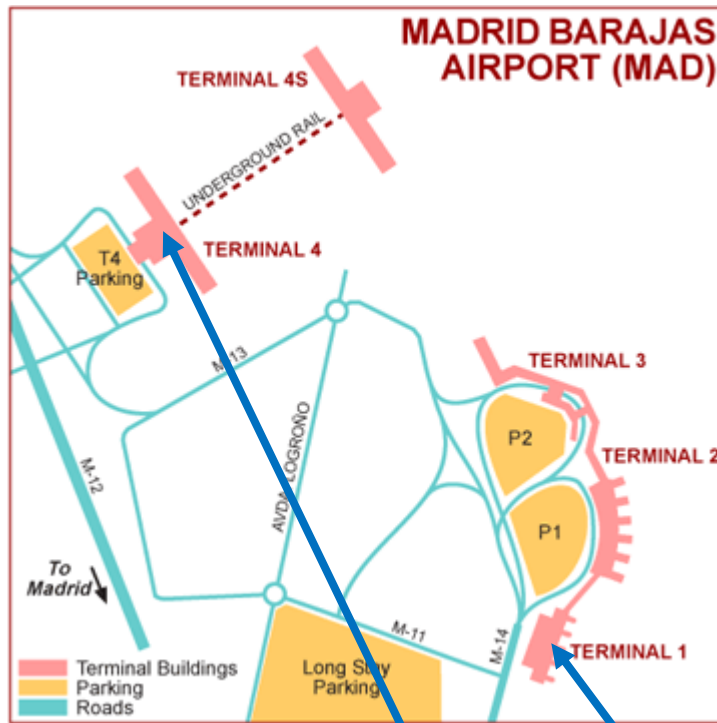 MADRID BARAJAS
AIRPORT (MAD)
TERMINAL 4S
UNDERGROUND RAIL
TERMINAL 4
T4
Parking
M-13
TERMINAL 3
AVDA LOGROÑO
P2
TERMINAL 2
M-12
P1
To
Madrid
M-11
M-14
TERMINAL 1
Long Stay
Parking
Terminal Buildings
Parking
Roads